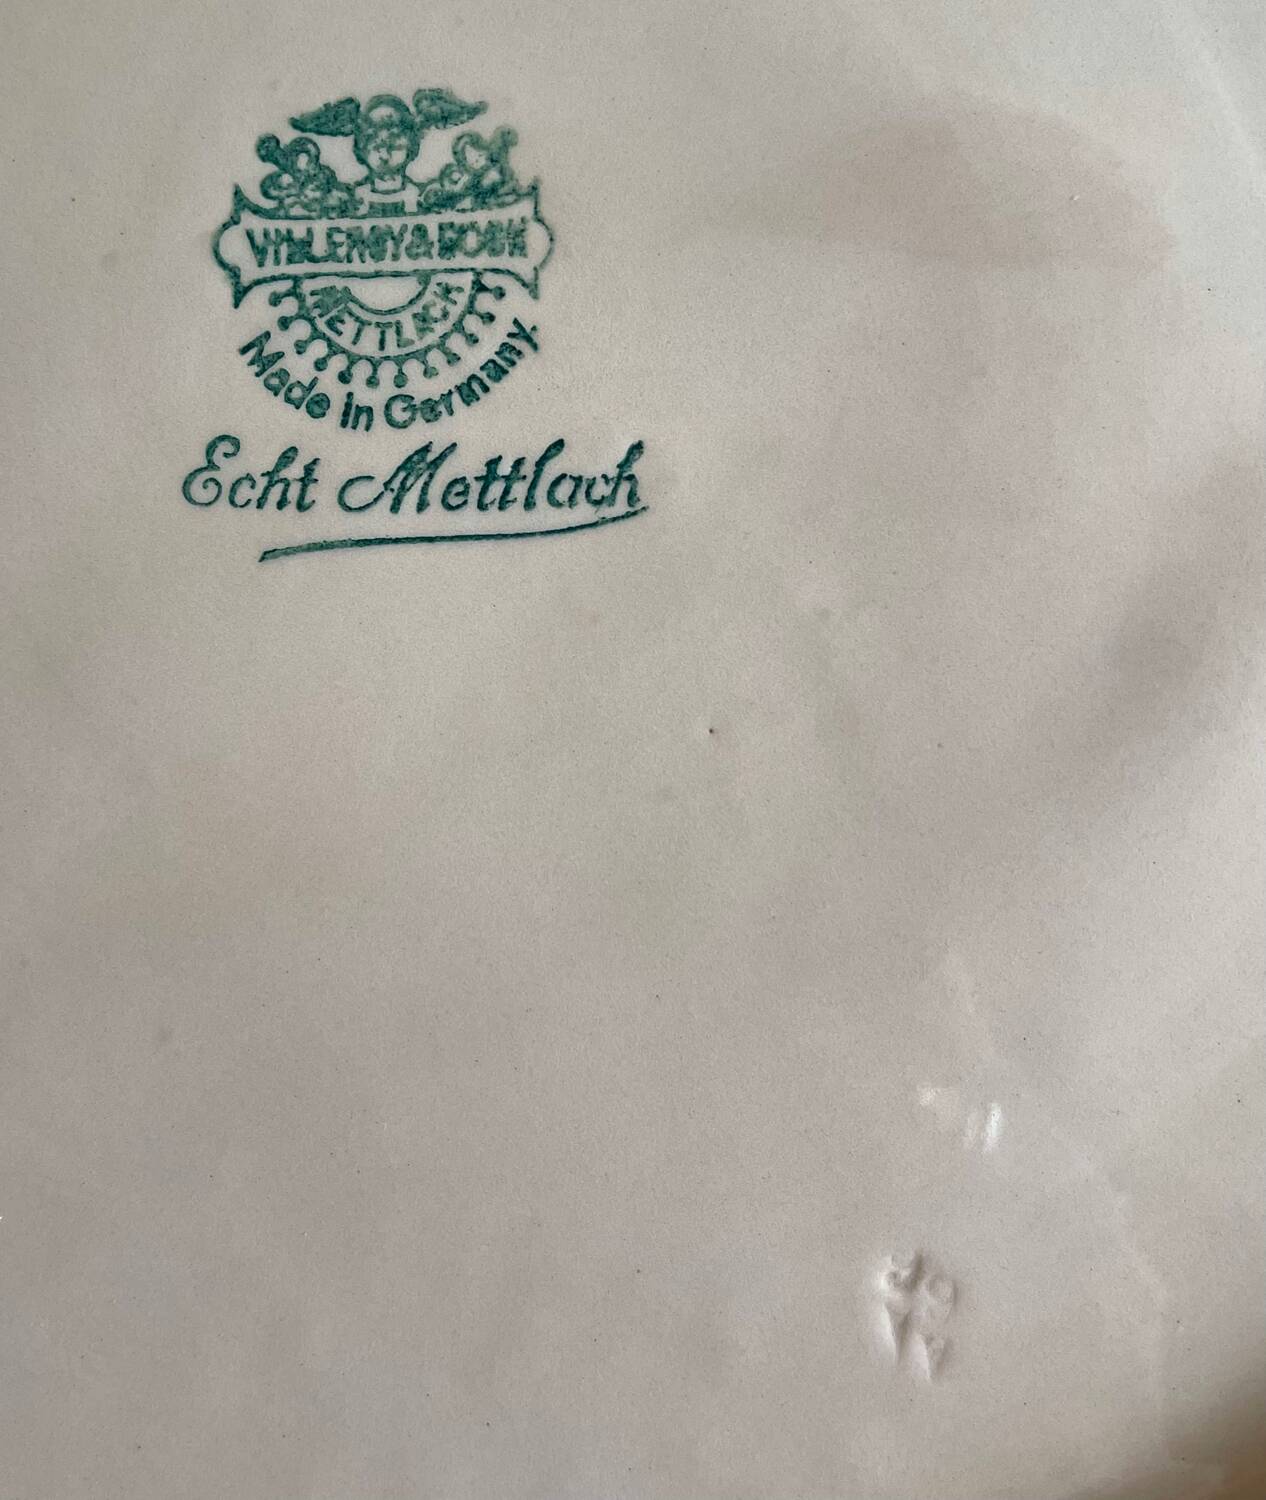 VILLEROY & BOCH
METTLACH
Made in Germany.
Echt Mettlach